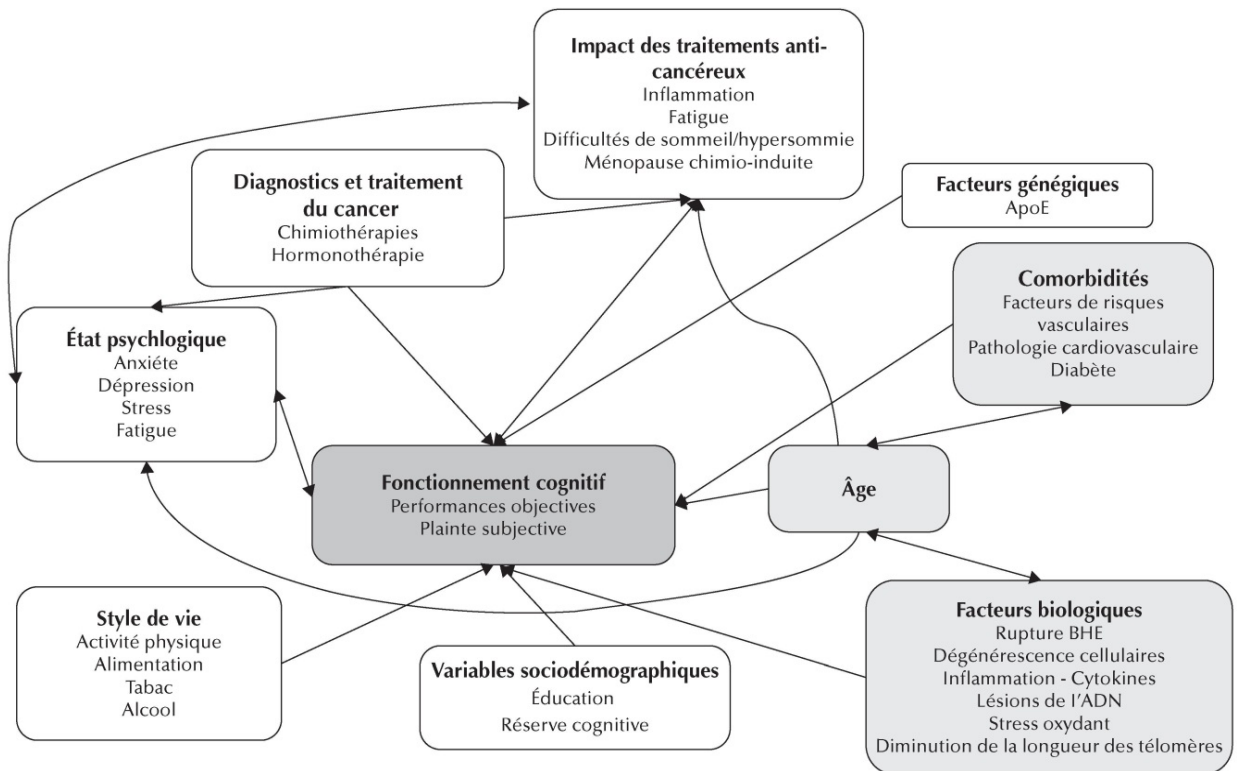 Impact des traitements anti-
cancéreux
Inflammation
Fatigue
Difficultés de sommeil/hypersommie
Ménopause chimio-induite
Diagnostics et traitement
du cancer
Chimiothérapies
Hormonothérapie
Facteurs génégiques
ApoE
Comorbidités
Facteurs de risques
vasculaires
Pathologie cardiovasculaire
Diabète
État psychlogique
Anxiéte
Dépression
Stress
Fatigue
Fonctionnement cognitif
Performances objectives
Plainte subjective
Âge
Style de vie
Activité physique
Alimentation
Tabac
Alcool
Variables sociodémographiques
Éducation
Réserve cognitive
Facteurs biologiques
Rupture BHE
Dégénérescence cellulaires
Inflammation - Cytokines
Lésions de l'ADN
Stress oxydant
Diminution de la longueur des télomères